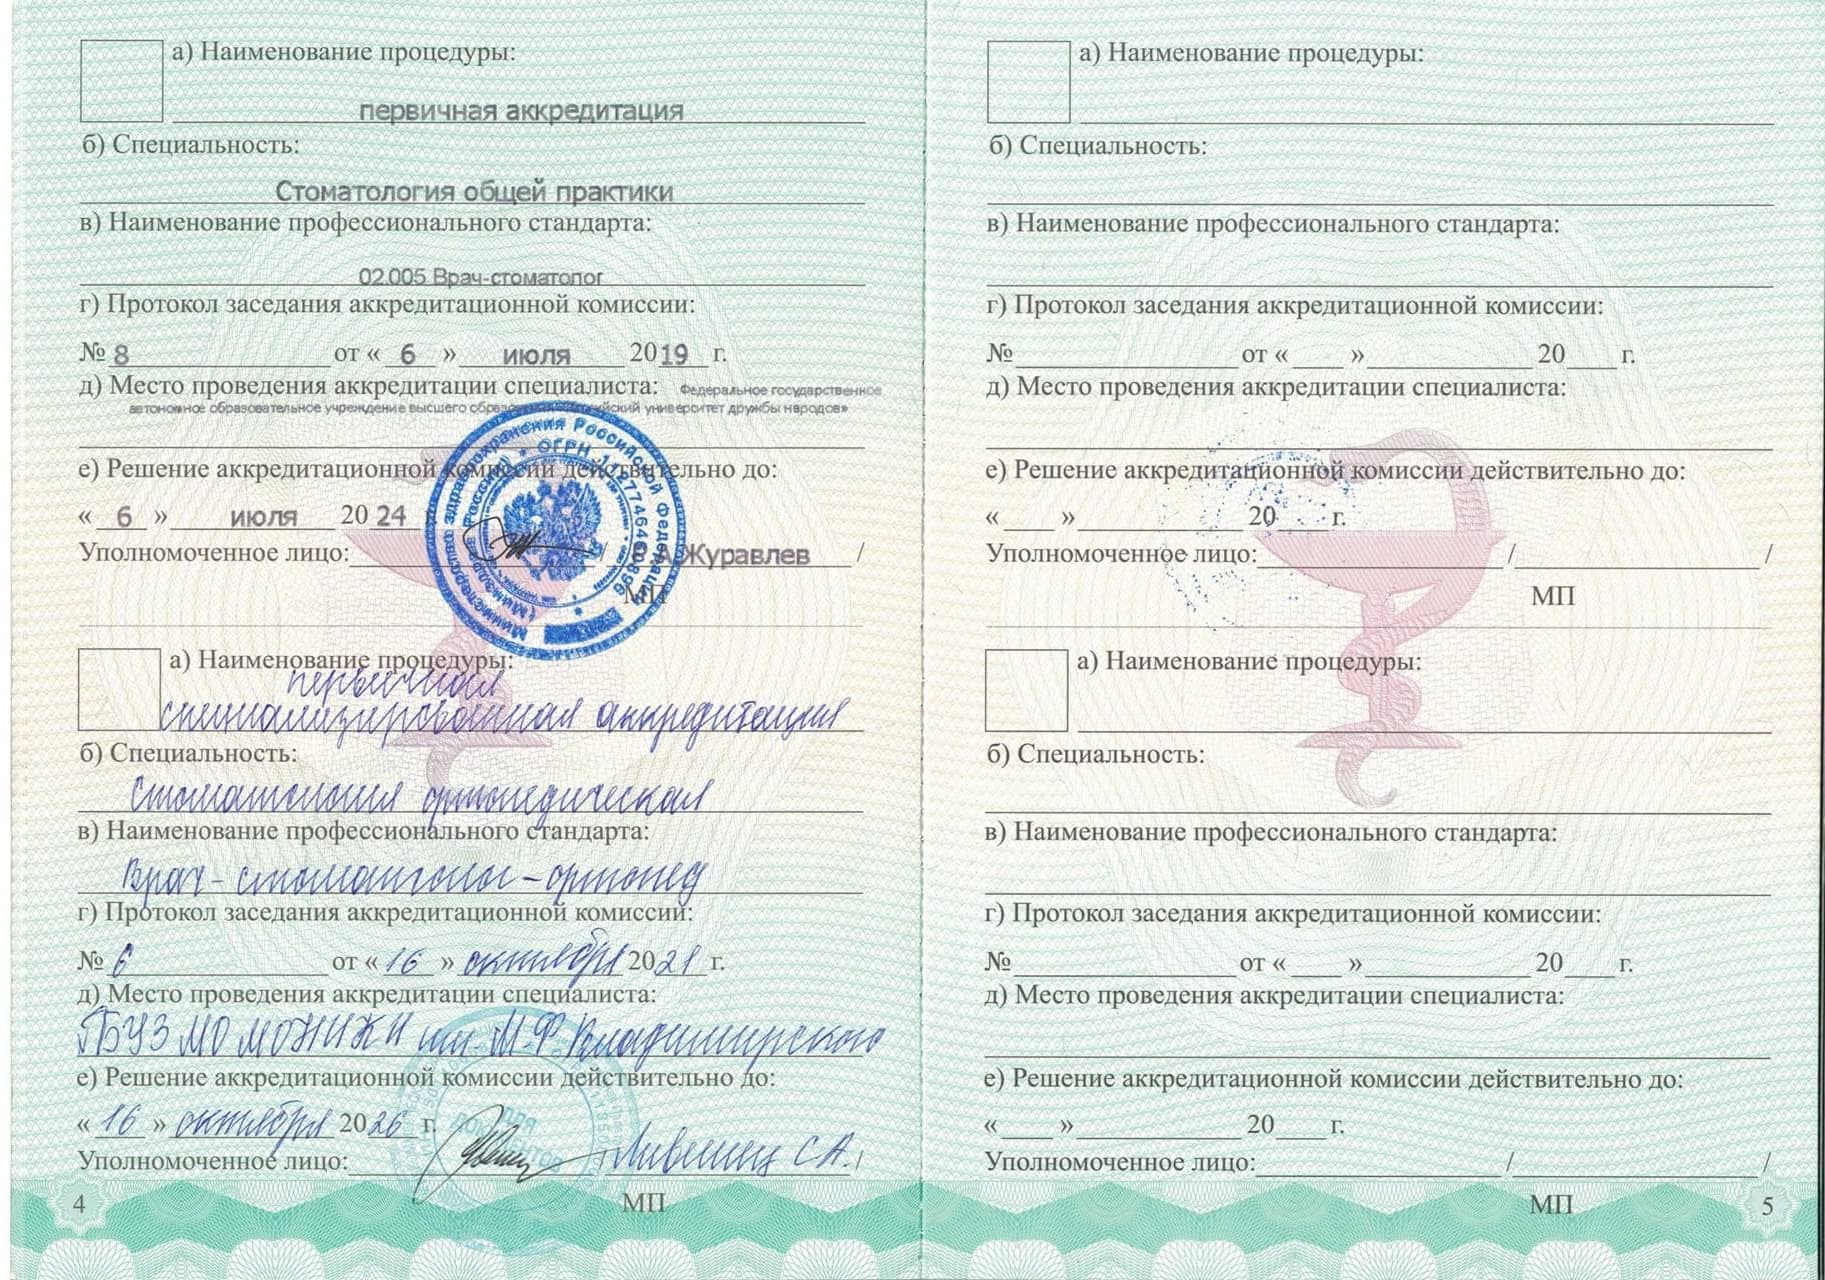 а) Наименование процедуры:
первичная аккредитация
б) Специальность:
Стоматология общей практики
в) Наименование профессионального стандарта:
02.005 Врач-стоматолог
г) Протокол заседания аккредитационной комиссии:
№ 8 от « 6 » июля 2019 г.
д) Место проведения аккредитации специалиста: Федеральное государственное
автономное образовательное учреждение высшего университет дружбы народов»
е) Решение аккредитационной комиссии действительно до:
« 6 » июля 2024
Уполномоченное лицо: / А.Журавлев /
МП
Министерство здравоохранения Российской Федерации
(Минздрав России) * ОГРН 1127746460896
а) Наименование процедуры:
первичная
специализированная аккредитация
б) Специальность:
Стоматология ортопедическая
в) Наименование профессионального стандарта:
Врач-стоматолог-ортопед
г) Протокол заседания аккредитационной комиссии:
№ 6 от « 16 » октября 2021 г.
д) Место проведения аккредитации специалиста:
ГБУЗ МО МОНИКИ им. М.Ф. Владимирского
е) Решение аккредитационной комиссии действительно до:
« 16 » октября 2026 г.
ДЛЯ ДОКУМЕНТОВ
Уполномоченное лицо: / Лившиц С.А. /
МП
4
а) Наименование процедуры:
б) Специальность:
в) Наименование профессионального стандарта:
г) Протокол заседания аккредитационной комиссии:
№ от « » 20 г.
д) Место проведения аккредитации специалиста:
е) Решение аккредитационной комиссии действительно до:
« » 20 г.
Уполномоченное лицо: / /
МП
а) Наименование процедуры:
б) Специальность:
в) Наименование профессионального стандарта:
г) Протокол заседания аккредитационной комиссии:
№ от « » 20 г.
д) Место проведения аккредитации специалиста:
е) Решение аккредитационной комиссии действительно до:
« » 20 г.
Уполномоченное лицо: / /
МП
5